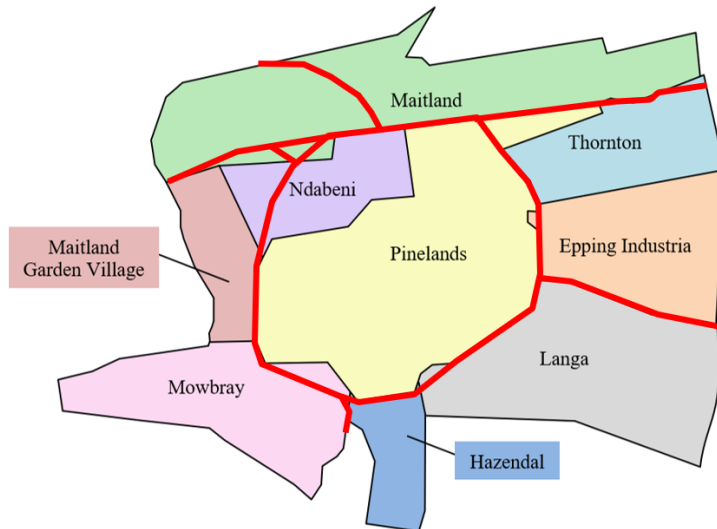 Maitland
Thornton
Ndabeni
Maitland
Garden Village
Pinelands
Epping Industria
Langa
Mowbray
Hazendal